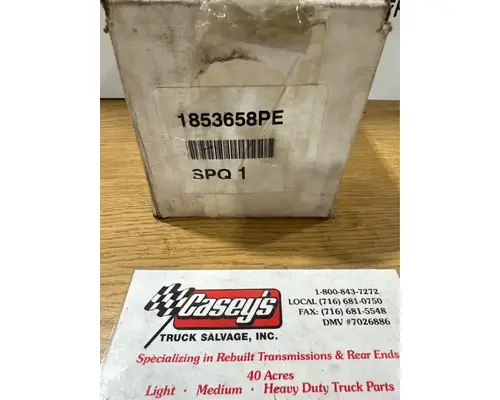 1853658PE
SPQ 1
Casey's
TRUCK SALVAGE, INC.
1-800-843-7272
LOCAL (716) 681-0750
FAX: (716) 681-5548
DMV #7026886
Specializing in Rebuilt Transmissions & Rear Ends
40 Acres
Light · Medium · Heavy Duty Truck Parts